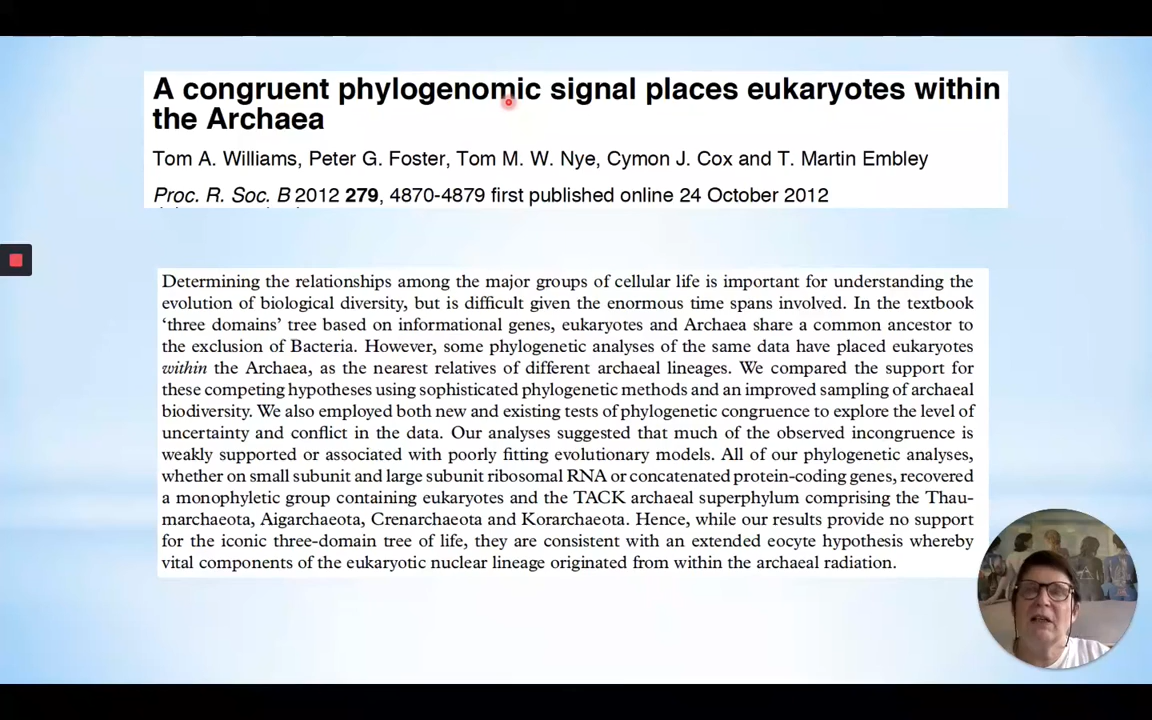 A congruent phylogenomic signal places eukaryotes within
the Archaea
Tom A. Williams, Peter G. Foster, Tom M. W. Nye, Cymon J. Cox and T. Martin Embley
Proc. R. Soc. B 2012 279, 4870-4879 first published online 24 October 2012
Determining the relationships among the major groups of cellular life is important for understanding the
evolution of biological diversity, but is difficult given the enormous time spans involved. In the textbook
‘three domains’ tree based on informational genes, eukaryotes and Archaea share a common ancestor to
the exclusion of Bacteria. However, some phylogenetic analyses of the same data have placed eukaryotes
within the Archaea, as the nearest relatives of different archaeal lineages. We compared the support for
these competing hypotheses using sophisticated phylogenetic methods and an improved sampling of archaeal
biodiversity. We also employed both new and existing tests of phylogenetic congruence to explore the level of
uncertainty and conflict in the data. Our analyses suggested that much of the observed incongruence is
weakly supported or associated with poorly fitting evolutionary models. All of our phylogenetic analyses,
whether on small subunit and large subunit ribosomal RNA or concatenated protein-coding genes, recovered
a monophyletic group containing eukaryotes and the TACK archaeal superphylum comprising the Thau-
marchaeota, Aigarchaeota, Crenarchaeota and Korarchaeota. Hence, while our results provide no support
for the iconic three-domain tree of life, they are consistent with an extended eocyte hypothesis whereby
vital components of the eukaryotic nuclear lineage originated from within the archaeal radiation.